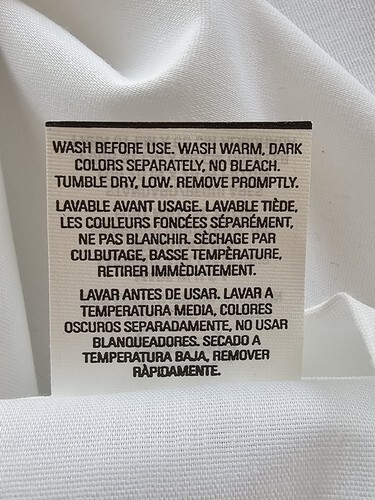 WASH BEFORE USE. WASH WARM, DARK
COLORS SEPARATELY, NO BLEACH.
TUMBLE DRY, LOW. REMOVE PROMPTLY.
LAVABLE AVANT USAGE. LAVABLE TIÈDE,
LES COULEURS FONCÉES SÉPARÉMENT,
NE PAS BLANCHIR. SÈCHAGE PAR
CULBUTAGE, BASSE TEMPÈRATURE,
RETIRER IMMÈDIATEMENT.
LAVAR ANTES DE USAR. LAVAR A
TEMPERATURA MEDIA, COLORES
OSCUROS SEPARADAMENTE, NO USAR
BLANQUEADORES. SECADO A
TEMPERATURA BAJA, REMOVER
RÀPIDAMENTE.